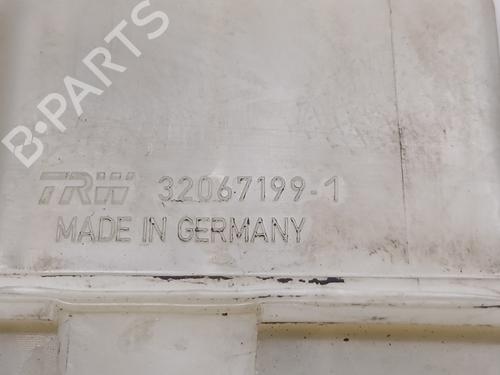 B-PARTS
TRW 32067199-1
MADE IN GERMANY